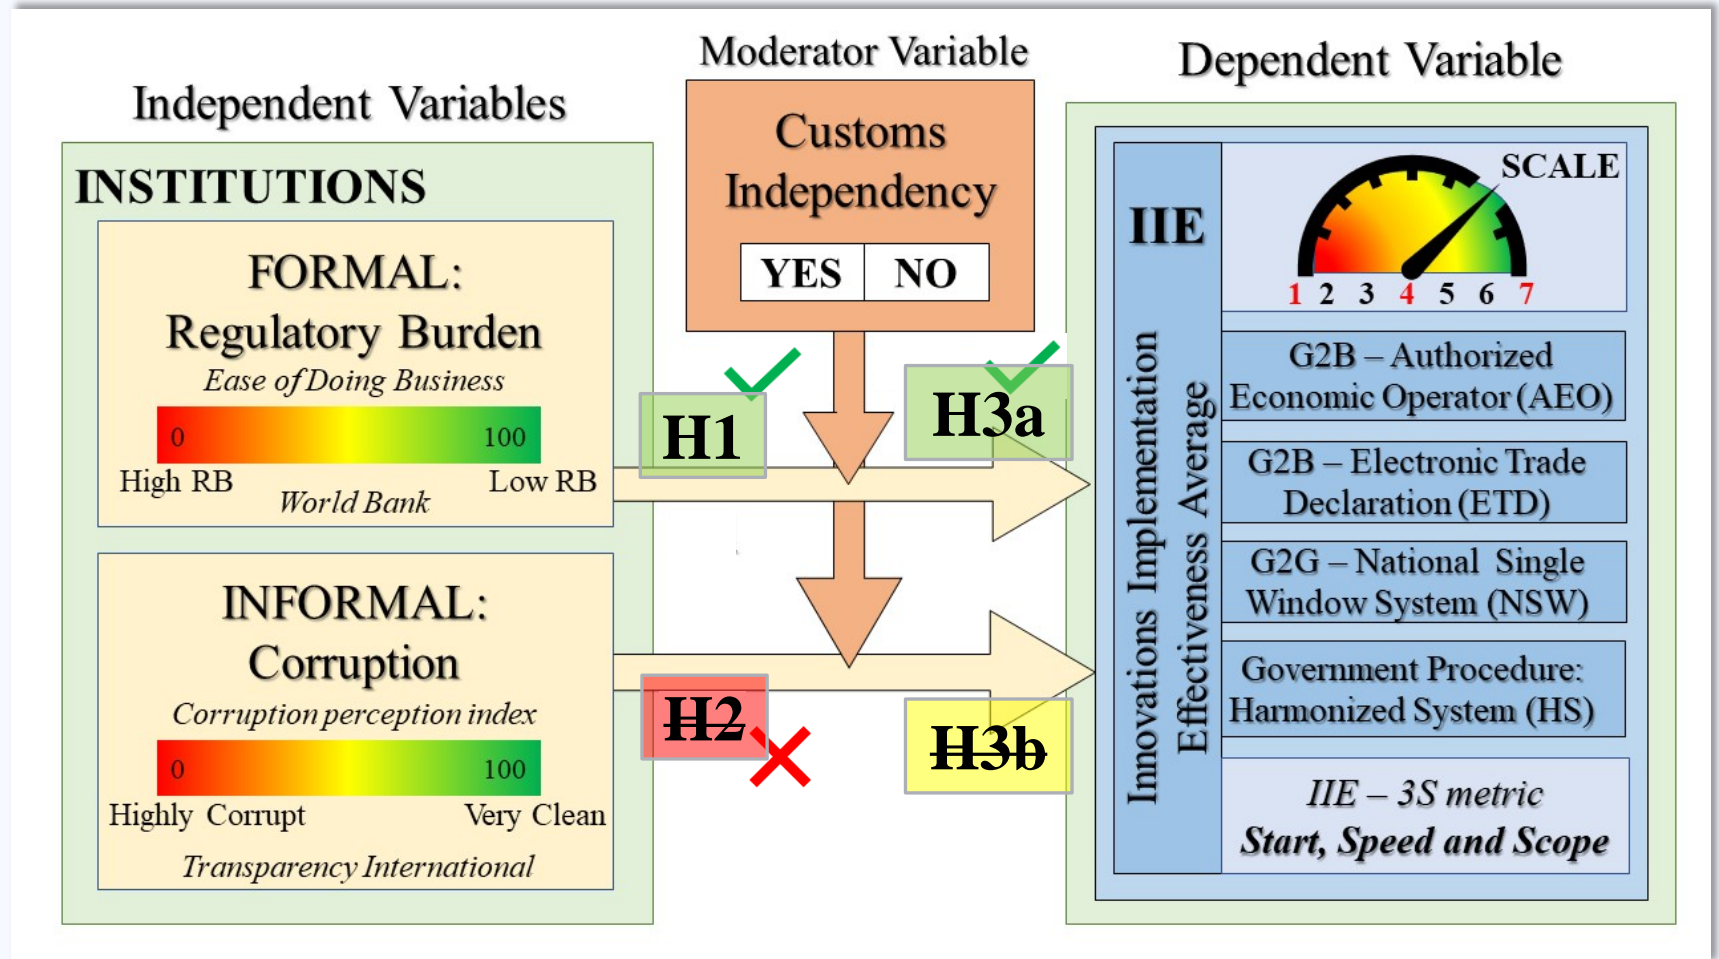 Independent Variables
INSTITUTIONS
FORMAL:
Regulatory Burden
Ease of Doing Business
0 100
High RB Low RB
World Bank
INFORMAL:
Corruption
Corruption perception index
0 100
Highly Corrupt Very Clean
Transparency International
Moderator Variable
Customs
Independency
YES NO
H1
H3a
H2
H3b
Dependent Variable
IIE
Innovations Implementation
Effectiveness Average
SCALE
1 2 3 4 5 6 7
G2B – Authorized
Economic Operator (AEO)
G2B – Electronic Trade
Declaration (ETD)
G2G – National Single
Window System (NSW)
Government Procedure:
Harmonized System (HS)
IIE – 3S metric
Start, Speed and Scope